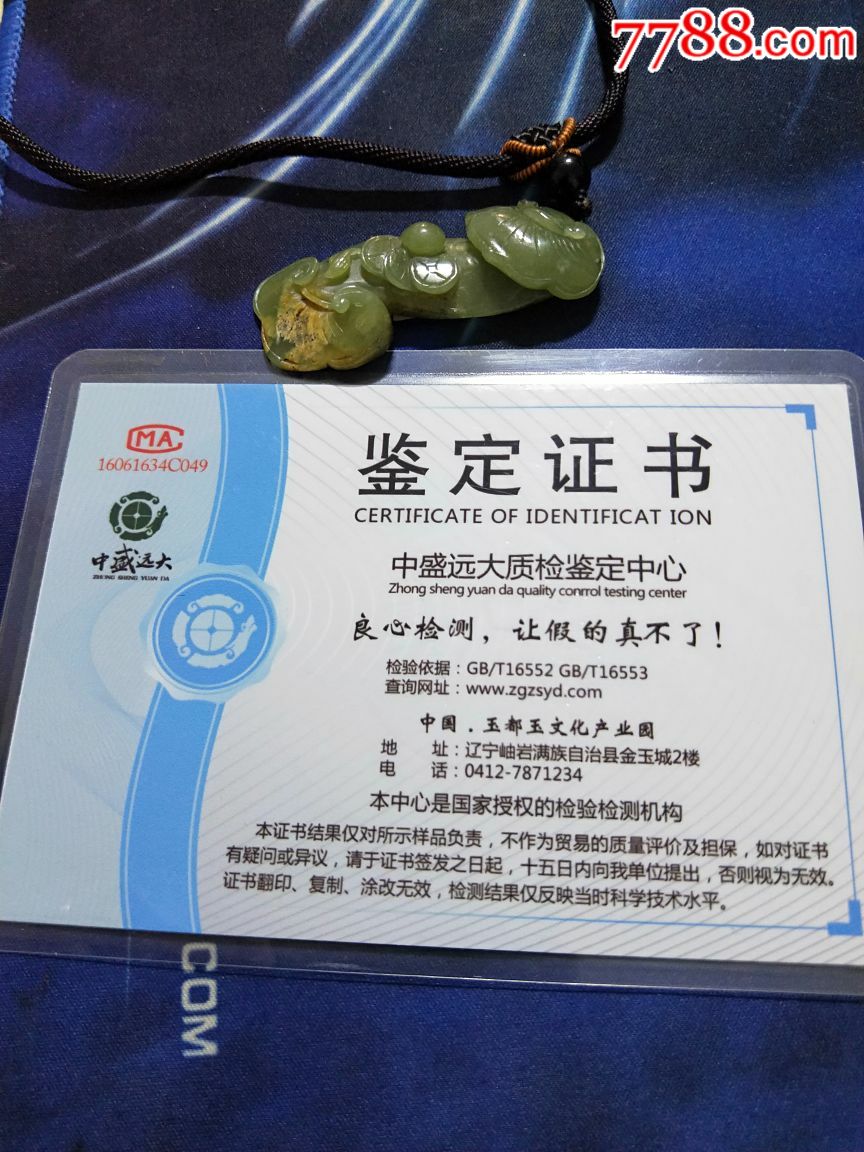 7788.com
CMA
16061634C049
中盛远大
ZHONG SHENG YUAN DA
鉴定证书
CERTIFICATE OF IDENTIFICAT ION
中盛远大质检鉴定中心
Zhong sheng yuan da quality conrrol testing center
良心检测，让假的真不了！
检验依据：GB/T16552 GB/T16553
查询网址：www.zgzsyd.com
中国．玉都玉文化产业园
地 址：辽宁岫岩满族自治县金玉城2楼
电 话：0412-7871234
本中心是国家授权的检验检测机构
本证书结果仅对所示样品负责，不作为贸易的质量评价及担保，如对证书
有疑问或异议，请于证书签发之日起，十五日内向我单位提出，否则视为无效。
证书翻印、复制、涂改无效，检测结果仅反映当时科学技术水平。
COM